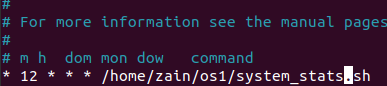 #
# For more information see the manual pages
#
# m h  dom mon dow   command
* 12 * * * /home/zain/os1/system_stats.sh